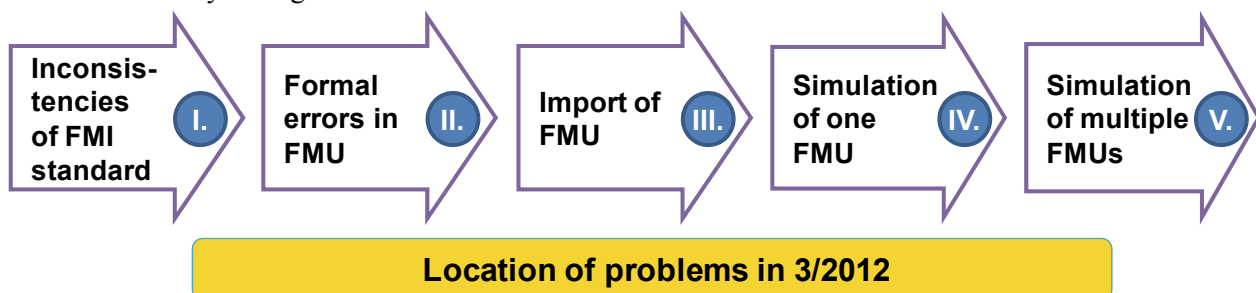 Inconsis-
tencies
of FMI
standard
I.
Formal
errors in
FMU
II.
Import of
FMU
III.
Simulation
of one
FMU
IV.
Simulation
of multiple
FMUs
V.
Location of problems in 3/2012